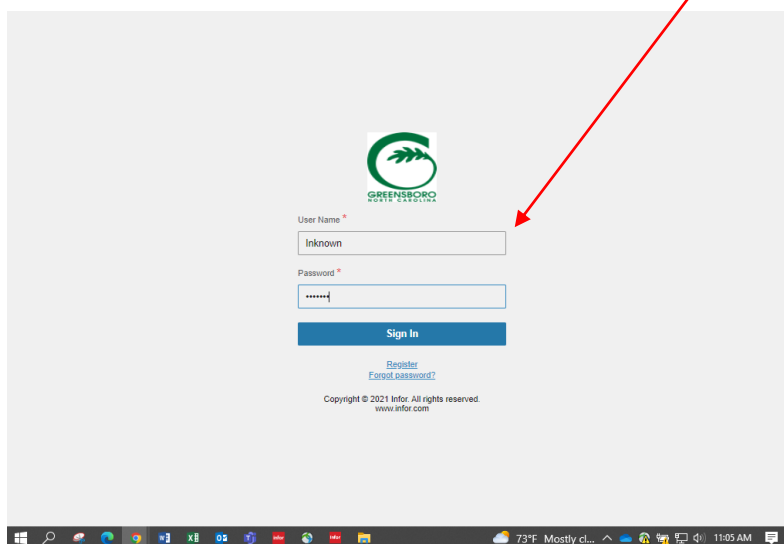 GREENSBORO
NORTH CAROLINA
User Name *
Inknown
Password *
•••••••
Sign In
Register
Forgot password?
Copyright © 2021 Infor. All rights reserved.
www.infor.com
73°F Mostly cl... 11:05 AM